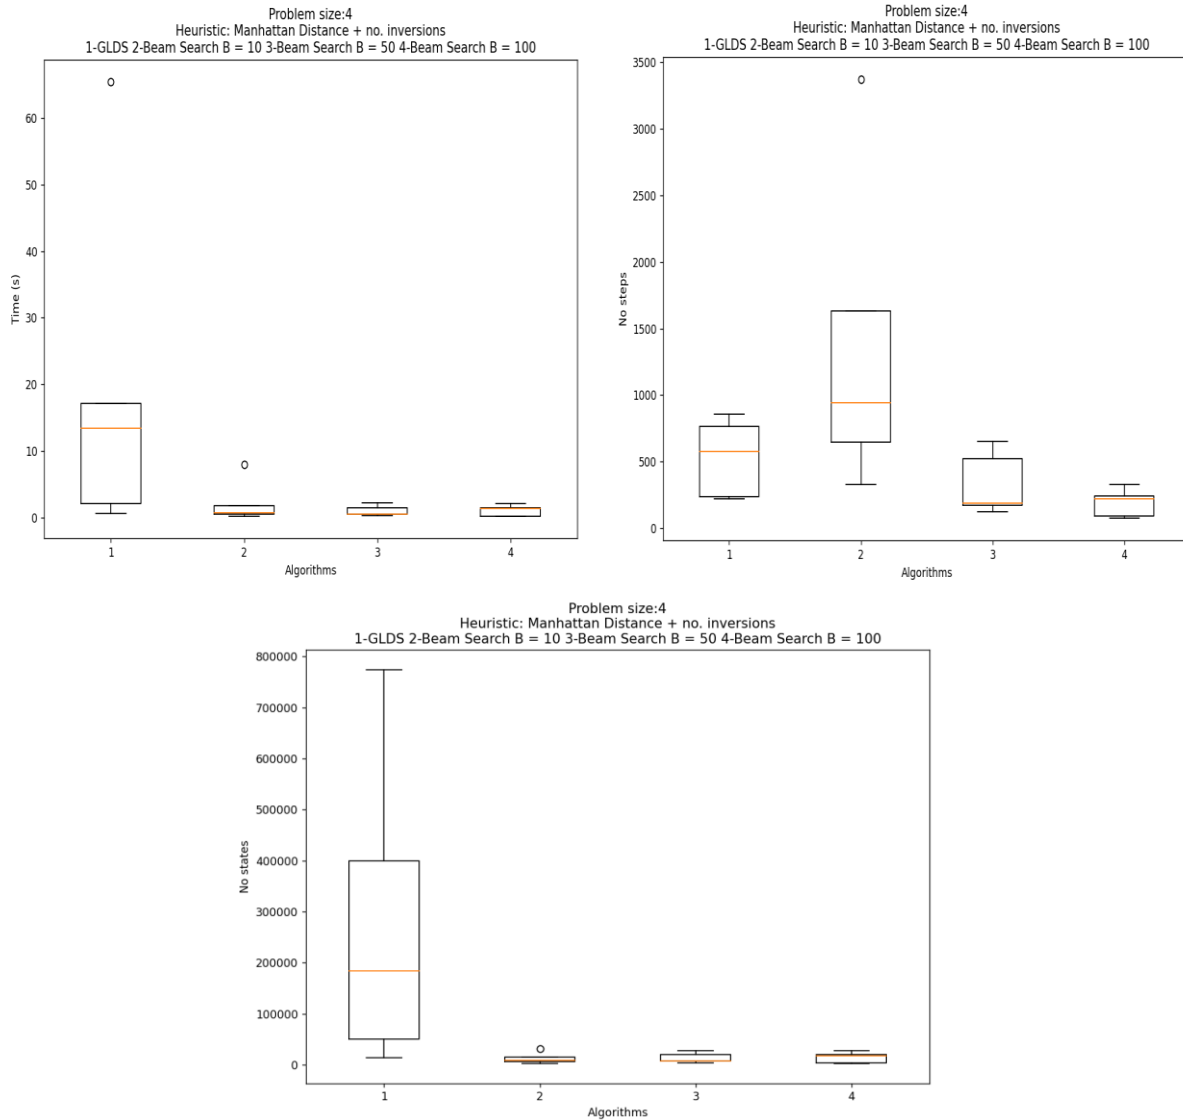 Problem size:4
Heuristic: Manhattan Distance + no. inversions
1-GLDS 2-Beam Search B = 10 3-Beam Search B = 50 4-Beam Search B = 100
Time (s)
60
50
40
30
20
10
0
1 2 3 4
Algorithms
Problem size:4
Heuristic: Manhattan Distance + no. inversions
1-GLDS 2-Beam Search B = 10 3-Beam Search B = 50 4-Beam Search B = 100
No steps
3500
3000
2500
2000
1500
1000
500
0
1 2 3 4
Algorithms
Problem size:4
Heuristic: Manhattan Distance + no. inversions
1-GLDS 2-Beam Search B = 10 3-Beam Search B = 50 4-Beam Search B = 100
No states
800000
700000
600000
500000
400000
300000
200000
100000
0
1 2 3 4
Algorithms